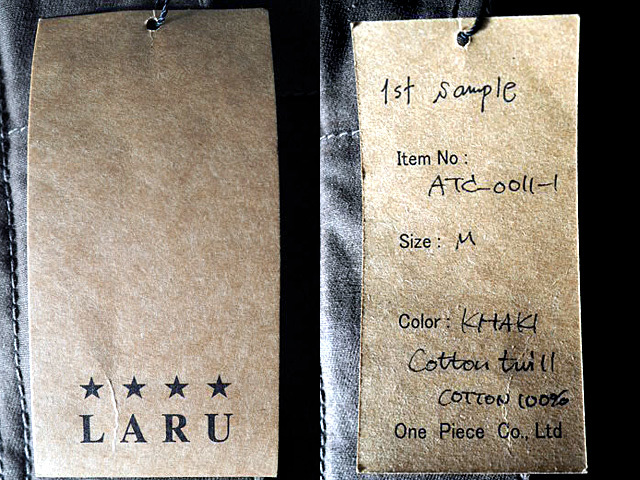 ★ ★ ★ ★
LARU
1st sample
Item No :
ATC-0011-1
Size : M
Color : KHAKI
Cotton twill
COTTON 100%
One Piece Co., Ltd